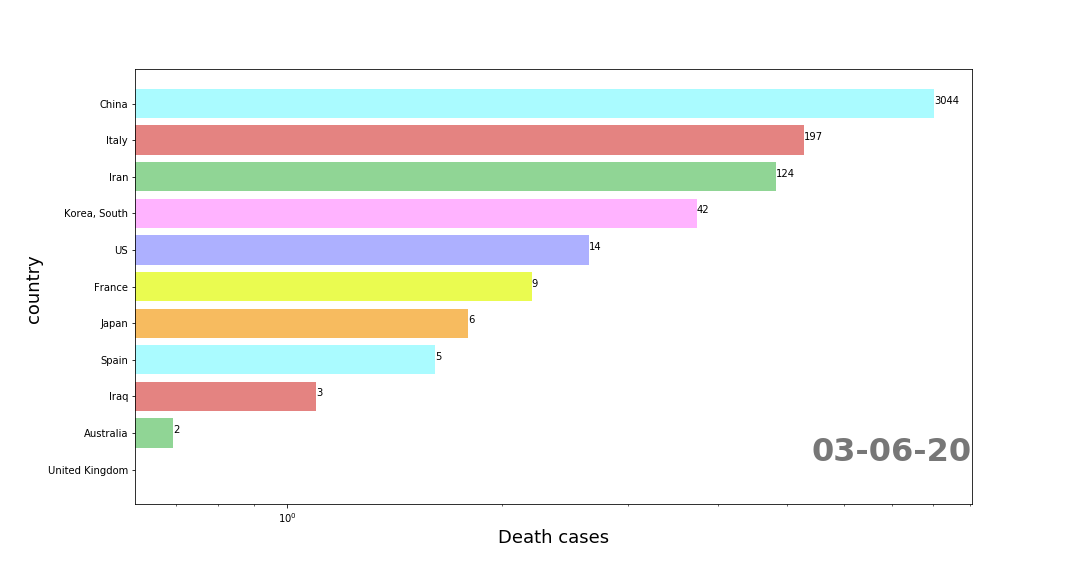 China 3044
Italy 197
Iran 124
Korea, South 42
US 14
France 9
Japan 6
Spain 5
Iraq 3
Australia 2
United Kingdom
03-06-20
10⁰
Death cases
country